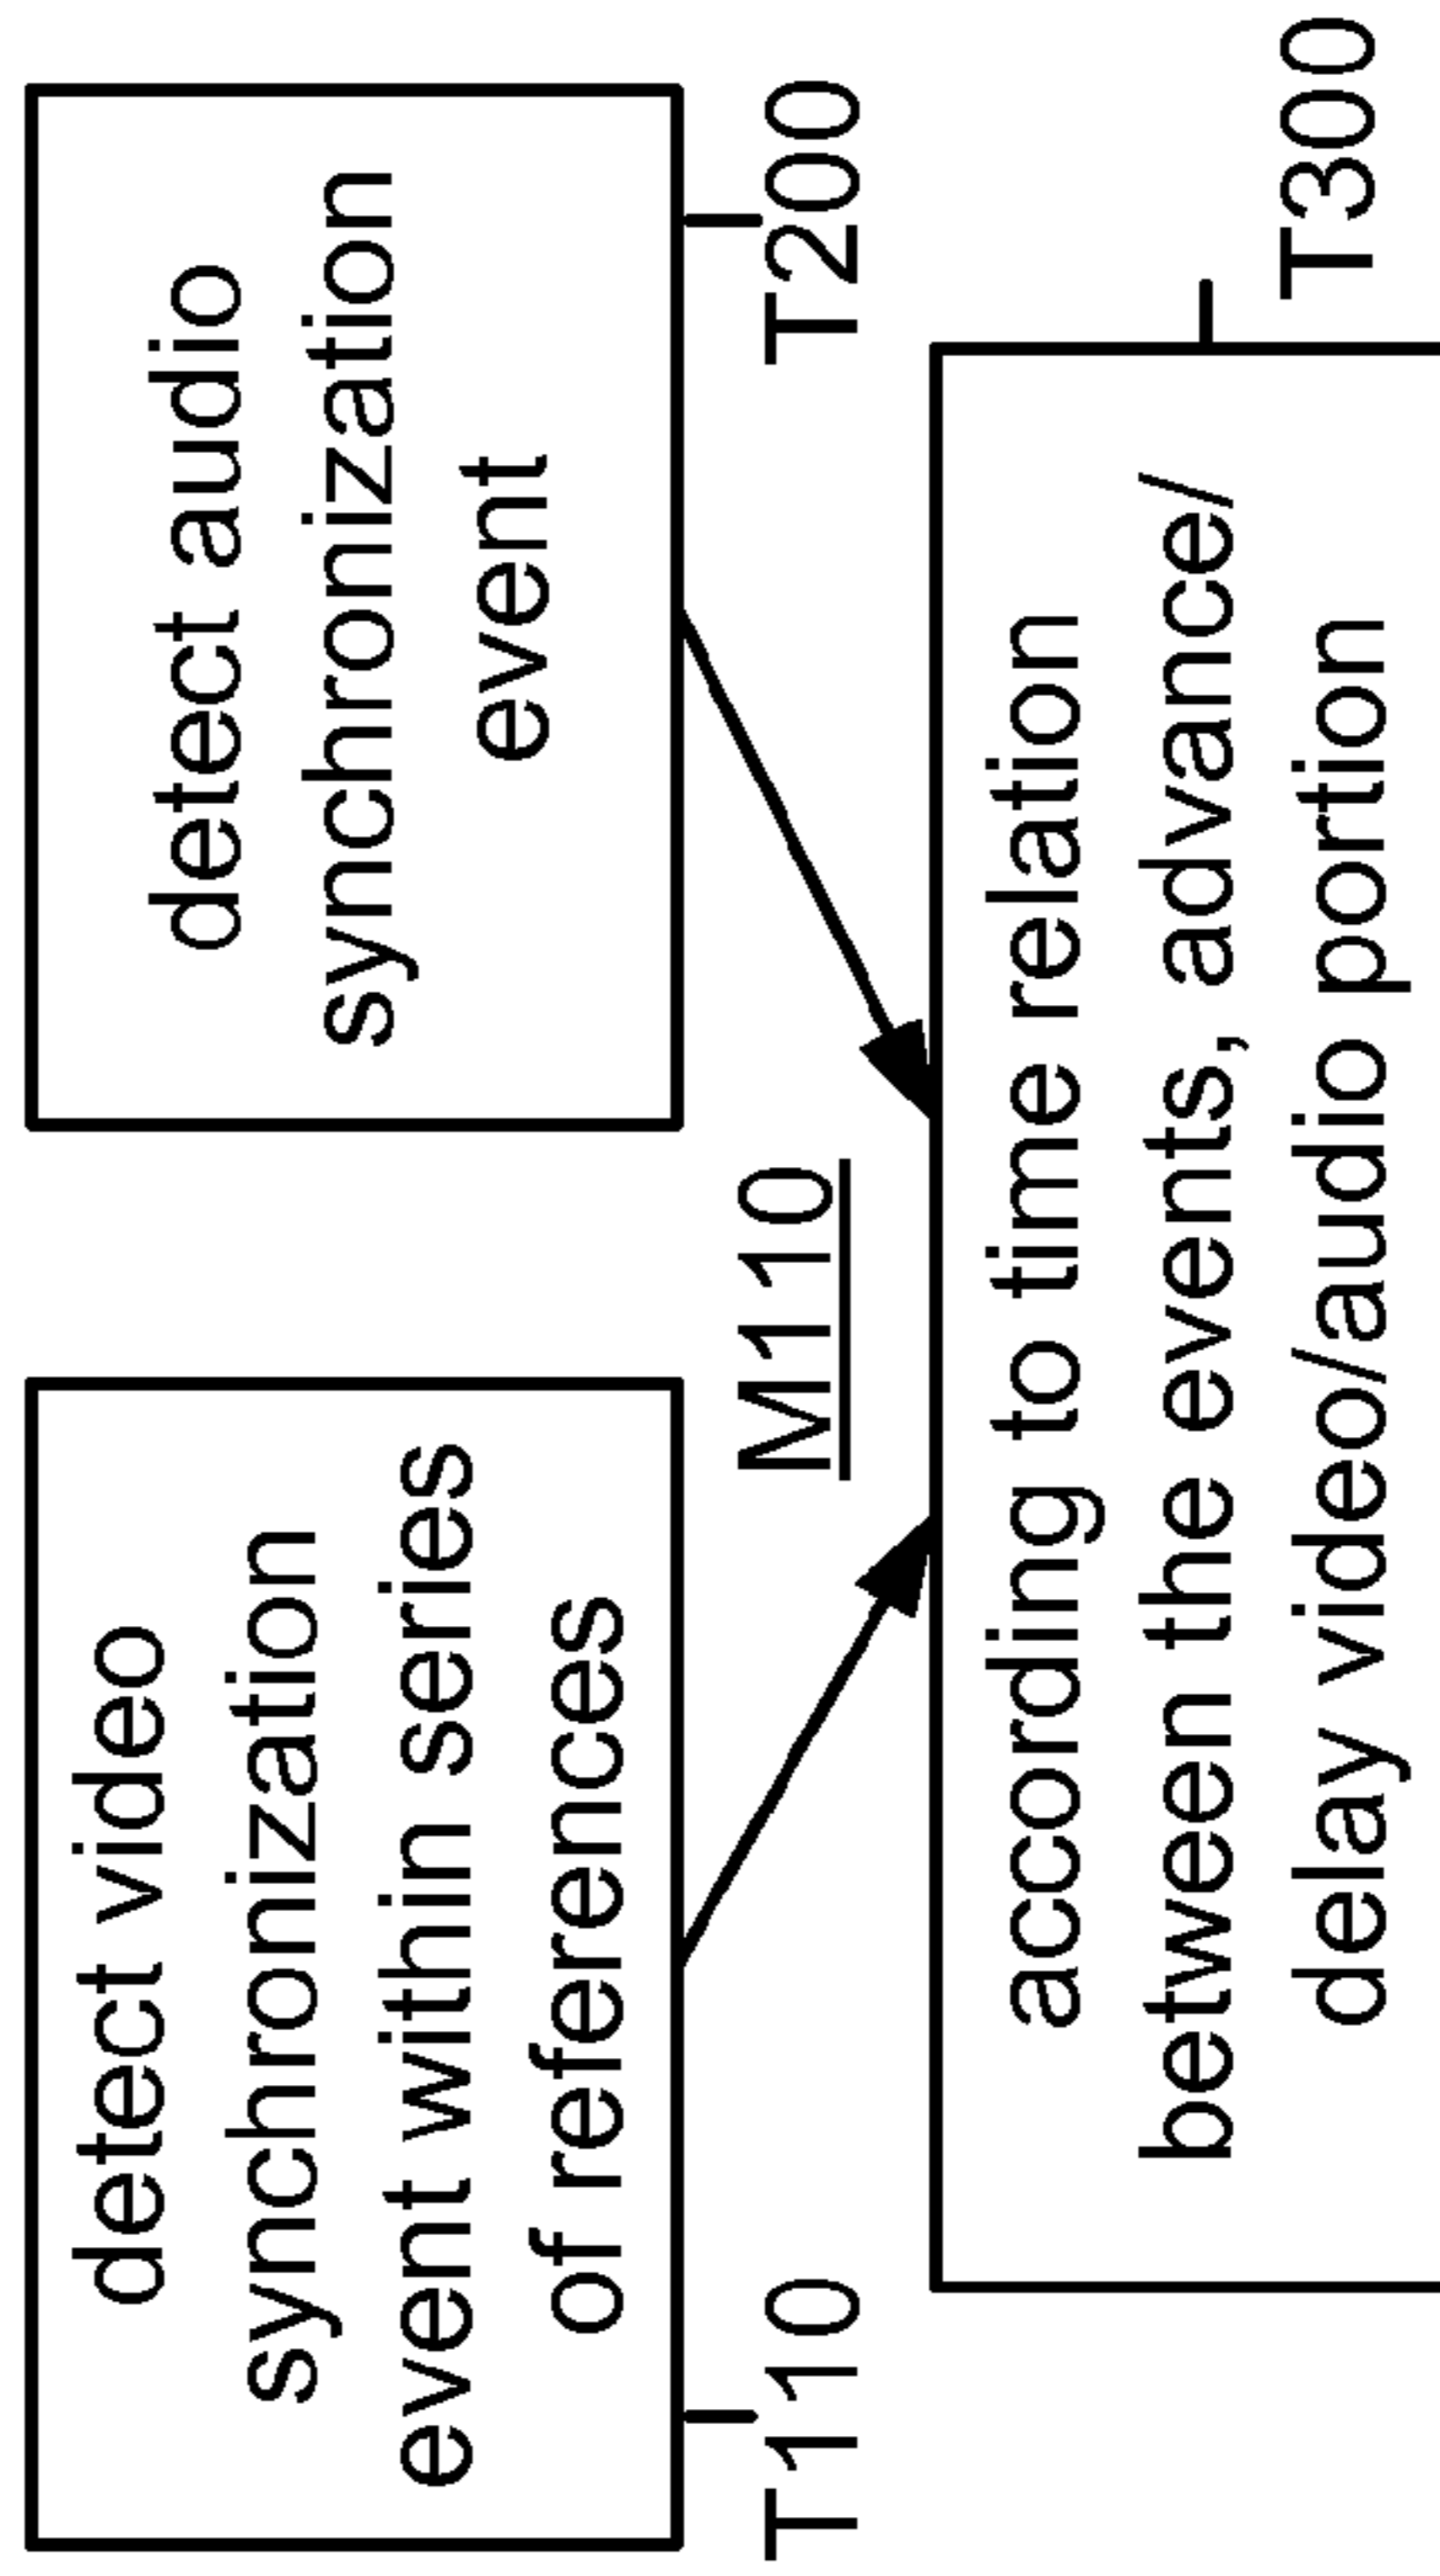 detect video
synchronization
event within series
of references
T110
detect audio
synchronization
event
T200
M110
according to time relation
between the events, advance/
delay video/audio portion
T300